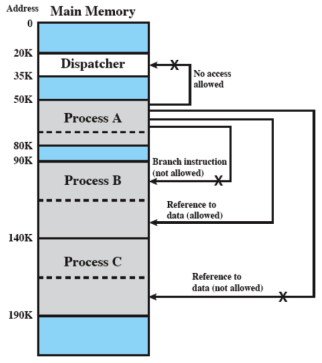 Address Main Memory
0
20K
Dispatcher
35K
No access
allowed
50K
Process A
80K
90K
Branch instruction
(not allowed)
Process B
Reference to
data (allowed)
140K
Process C
Reference to
data (not allowed)
190K
X
X
X